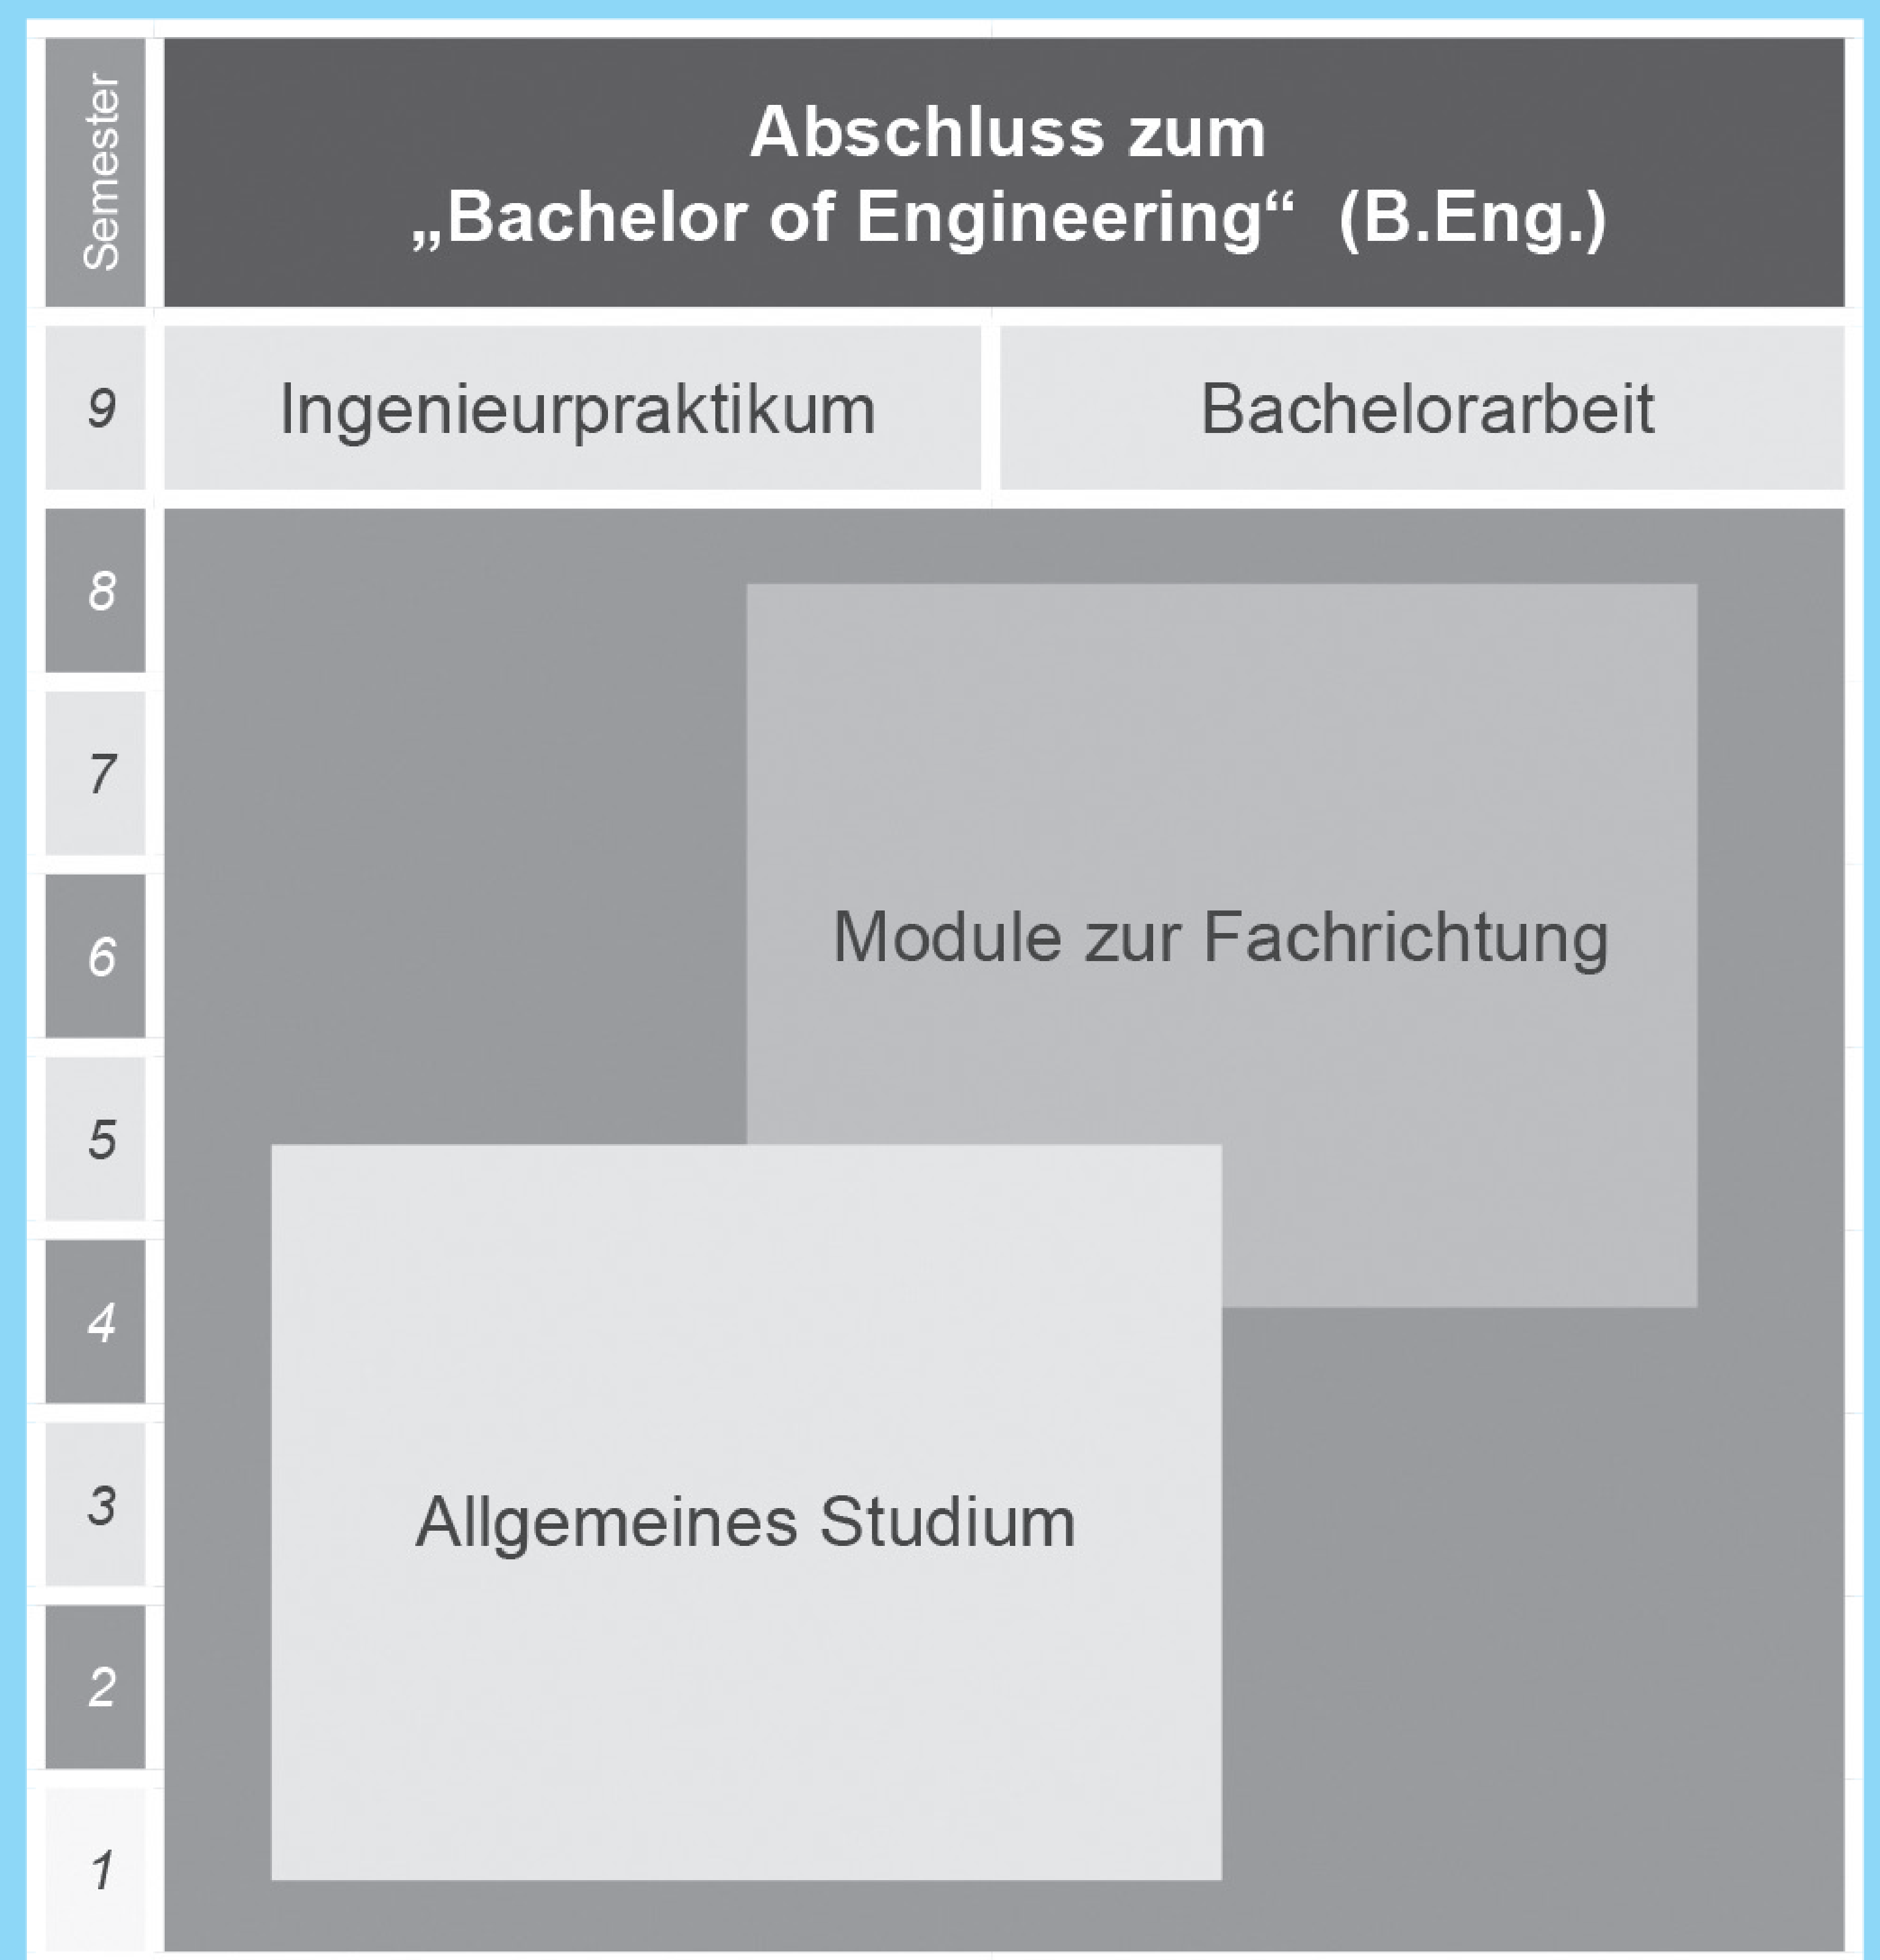 Semester
Abschluss zum
„Bachelor of Engineering“ (B.Eng.)
9
Ingenieurpraktikum
Bachelorarbeit
8
7
6
Module zur Fachrichtung
5
4
3
Allgemeines Studium
2
1